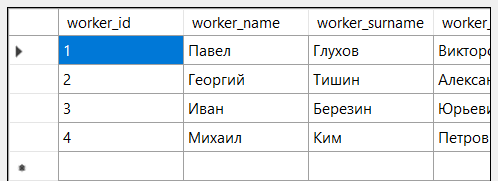 worker_id worker_name worker_surname worker_
1 Павел Глухов Викторо
2 Георгий Тишин Алексан
3 Иван Березин Юрьеви
4 Михаил Ким Петров